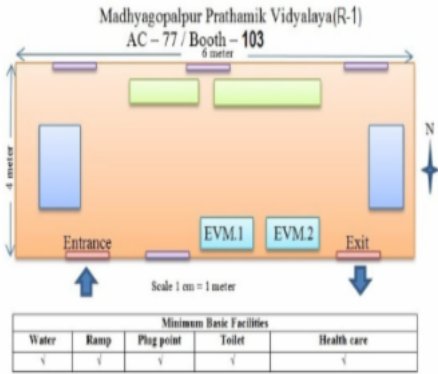 Madhyagopalpur Prathamik Vidyalaya(R-1)
AC – 77 / Booth – 103
6 meter
4 meter
N
EVM.1 EVM.2
Entrance Exit
Scale 1 cm = 1 meter
Minimum Basic Facilities
Water Ramp Plug point Toilet Health care
√ √ √ √ √